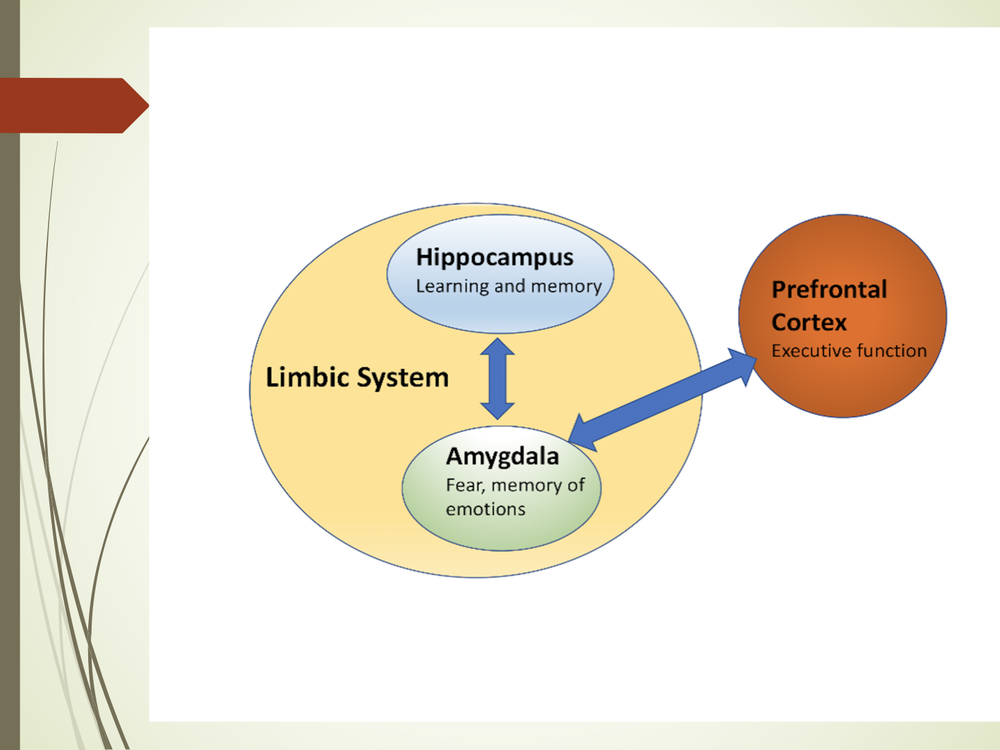 Hippocampus
Learning and memory
Limbic System
Amygdala
Fear, memory of
emotions
Prefrontal
Cortex
Executive function